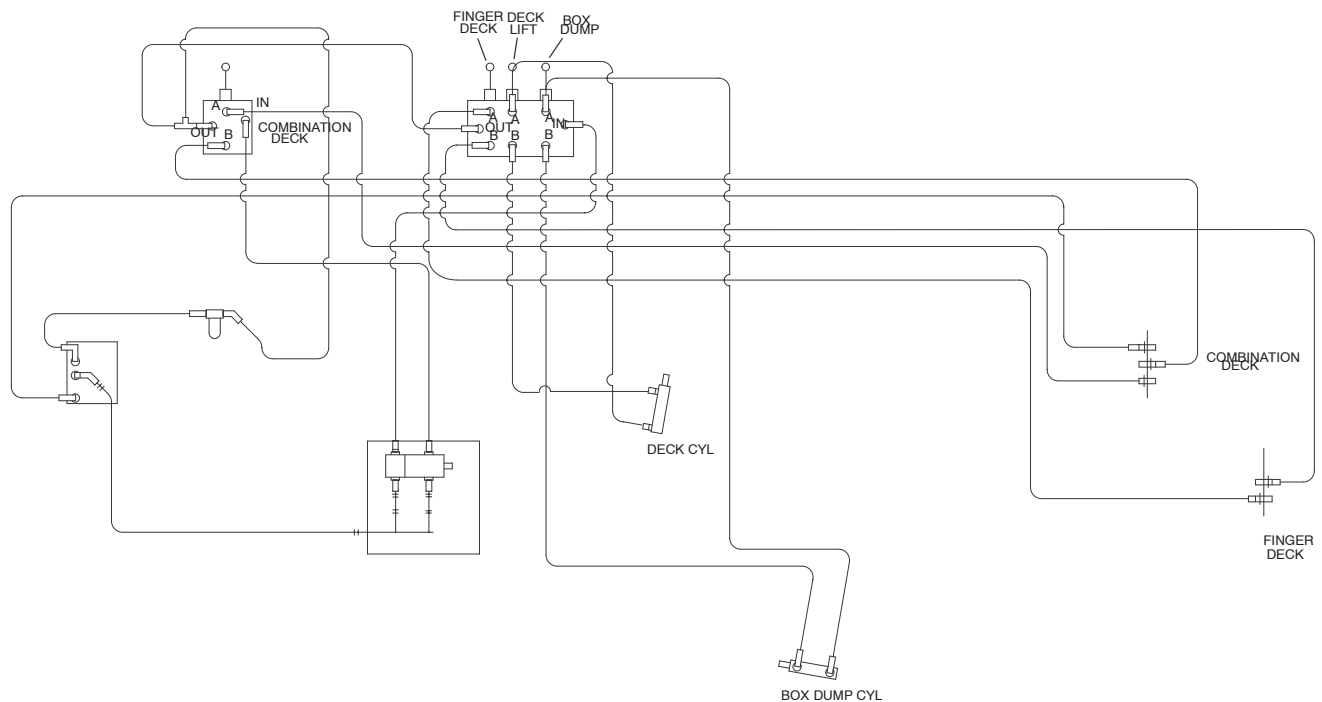 FINGER
DECK
DECK
LIFT
BOX
DUMP
A
IN
OUT
B
COMBINATION
DECK
A
A
A
OUT
IN
B
B
B
COMBINATION
DECK
DECK CYL
FINGER
DECK
BOX DUMP CYL